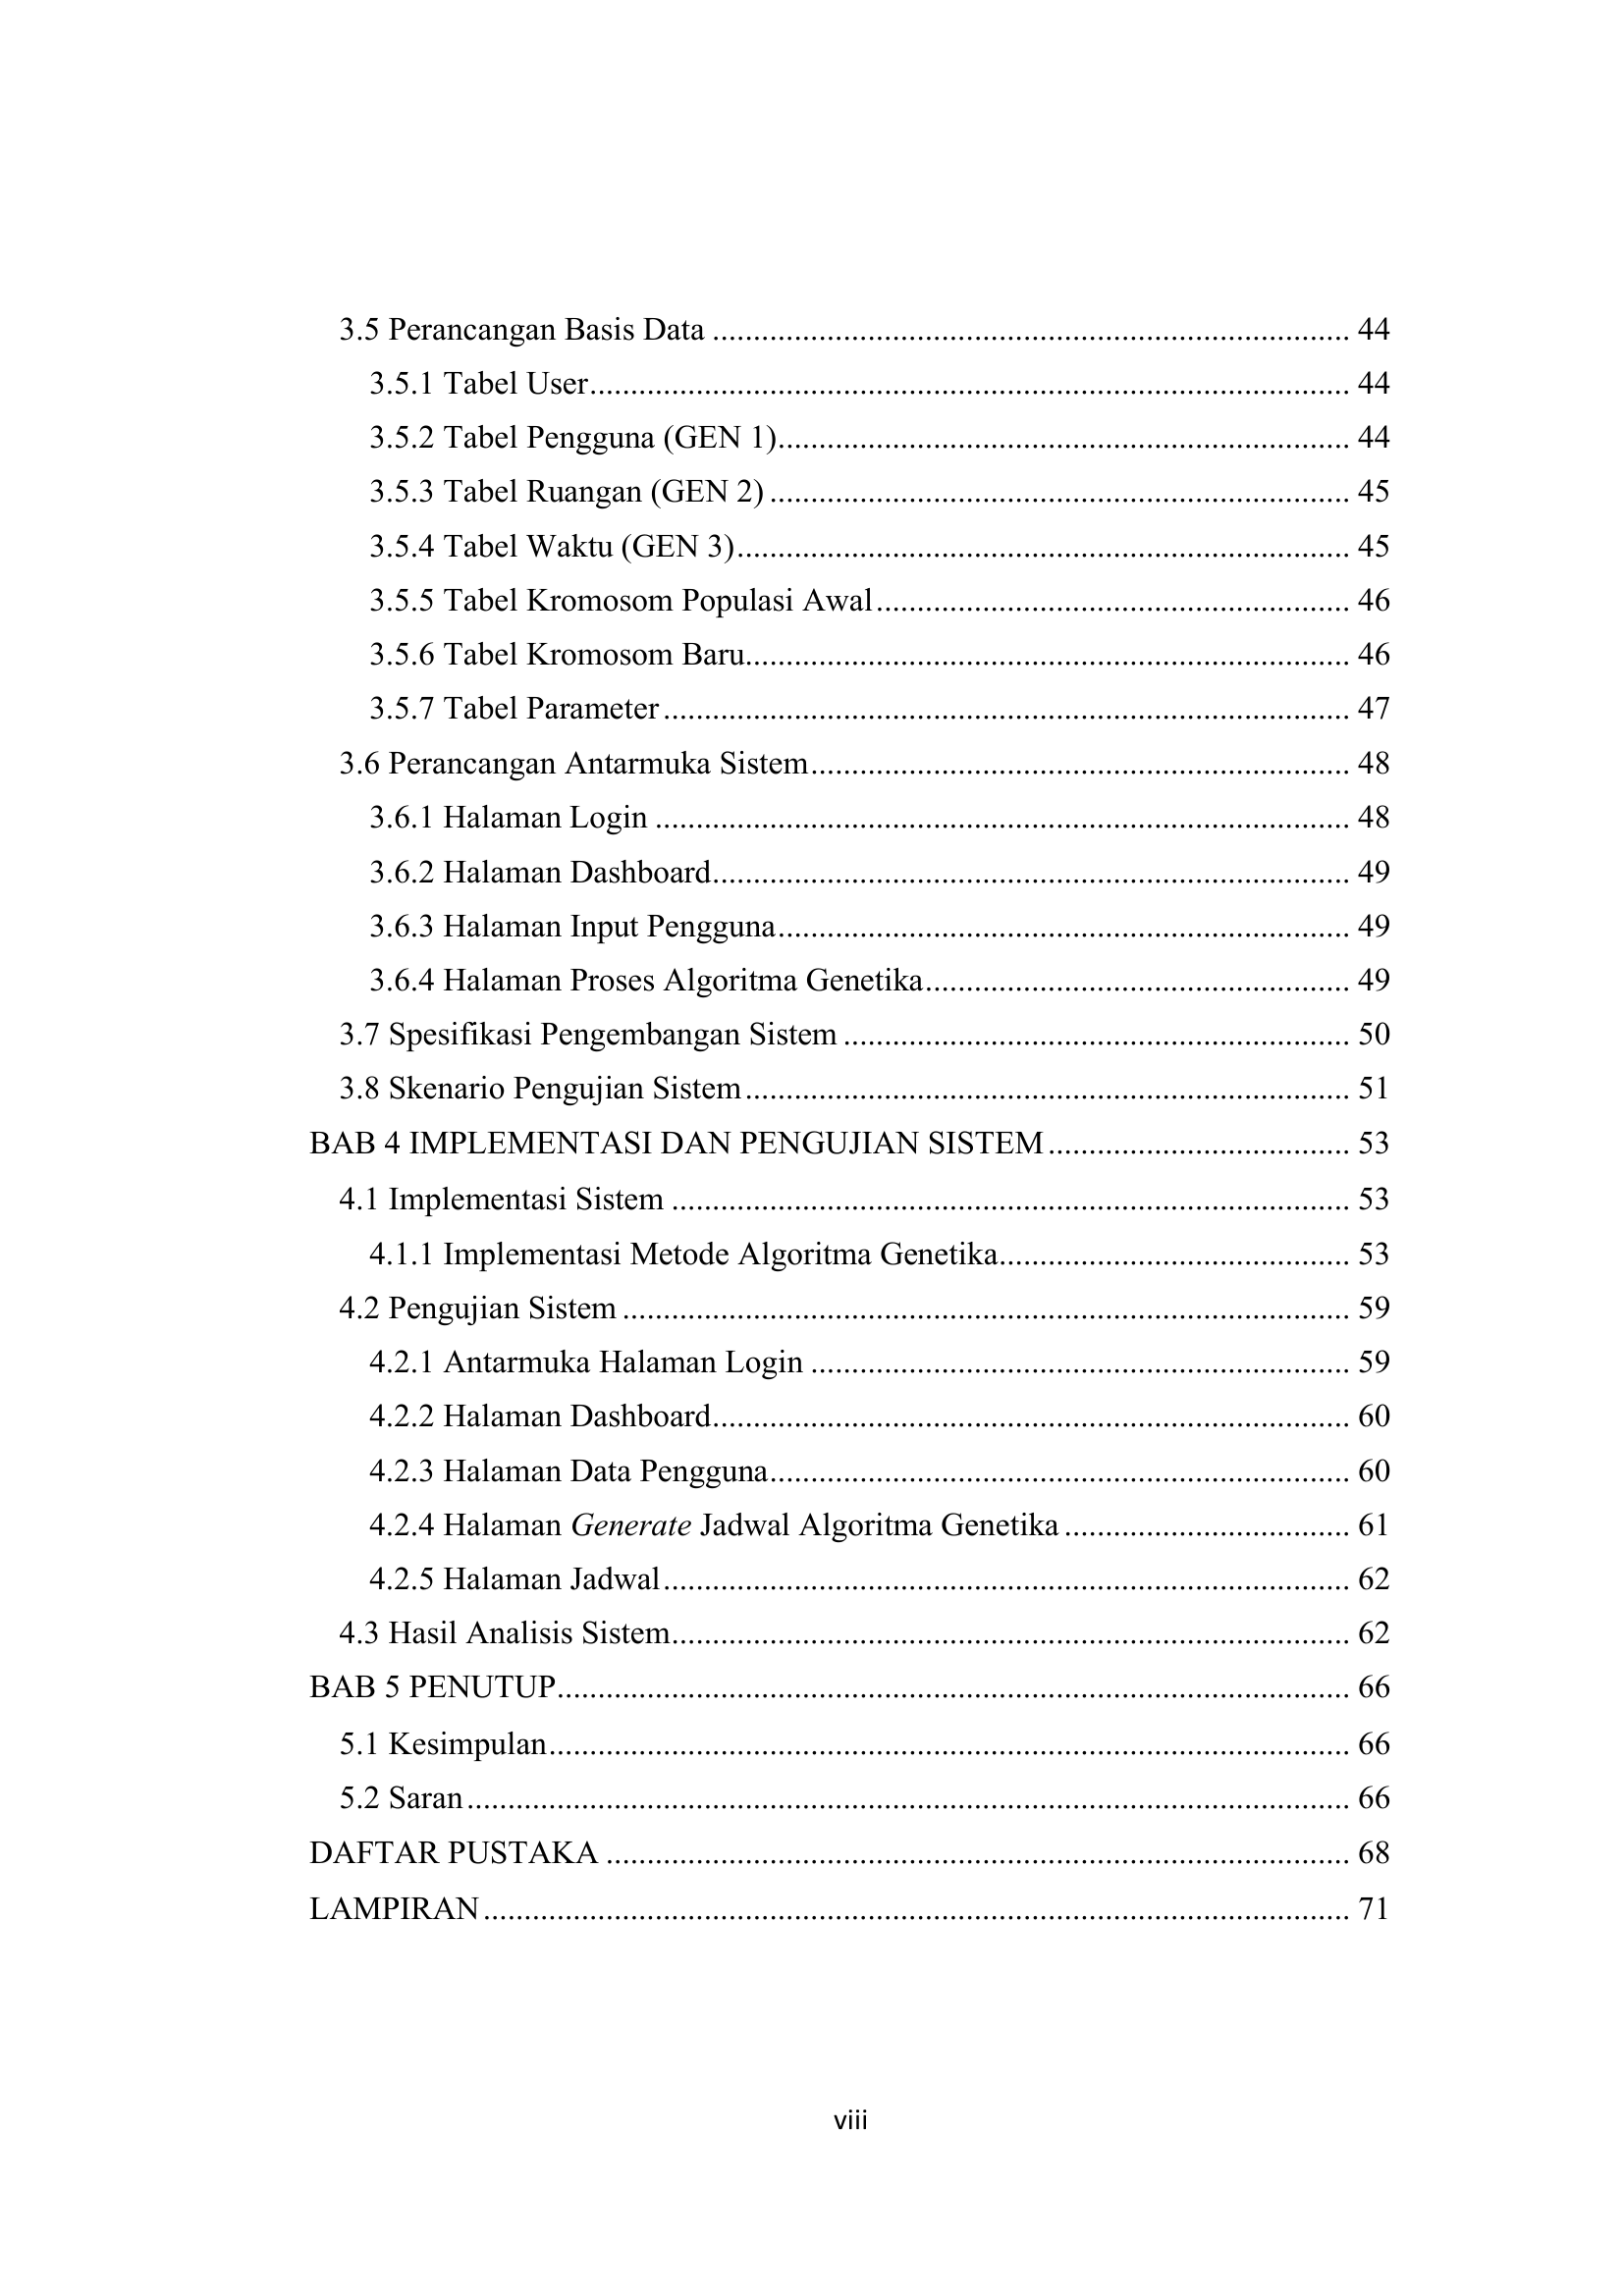 3.5 Perancangan Basis Data ........................................ 44
3.5.1 Tabel User ........................................ 44
3.5.2 Tabel Pengguna (GEN 1) ........................................ 44
3.5.3 Tabel Ruangan (GEN 2) ........................................ 45
3.5.4 Tabel Waktu (GEN 3) ........................................ 45
3.5.5 Tabel Kromosom Populasi Awal ........................................ 46
3.5.6 Tabel Kromosom Baru ........................................ 46
3.5.7 Tabel Parameter ........................................ 47
3.6 Perancangan Antarmuka Sistem ........................................ 48
3.6.1 Halaman Login ........................................ 48
3.6.2 Halaman Dashboard ........................................ 49
3.6.3 Halaman Input Pengguna ........................................ 49
3.6.4 Halaman Proses Algoritma Genetika ........................................ 49
3.7 Spesifikasi Pengembangan Sistem ........................................ 50
3.8 Skenario Pengujian Sistem ........................................ 51
BAB 4 IMPLEMENTASI DAN PENGUJIAN SISTEM ........................................ 53
4.1 Implementasi Sistem ........................................ 53
4.1.1 Implementasi Metode Algoritma Genetika ........................................ 53
4.2 Pengujian Sistem ........................................ 59
4.2.1 Antarmuka Halaman Login ........................................ 59
4.2.2 Halaman Dashboard ........................................ 60
4.2.3 Halaman Data Pengguna ........................................ 60
4.2.4 Halaman Generate Jadwal Algoritma Genetika ........................................ 61
4.2.5 Halaman Jadwal ........................................ 62
4.3 Hasil Analisis Sistem ........................................ 62
BAB 5 PENUTUP ........................................ 66
5.1 Kesimpulan ........................................ 66
5.2 Saran ........................................ 66
DAFTAR PUSTAKA ........................................ 68
LAMPIRAN ........................................ 71
viii